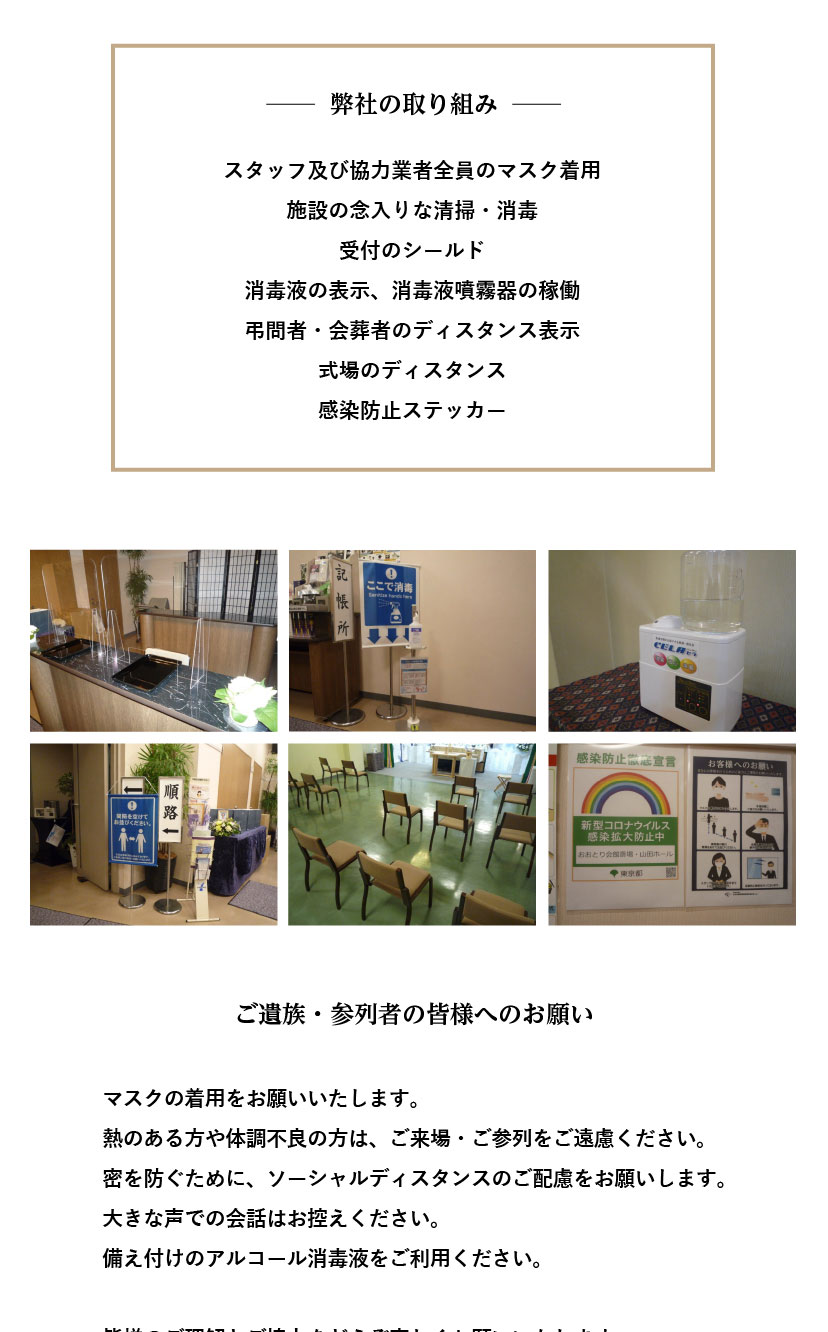 弊社の取り組み
スタッフ及び協力業者全員のマスク着用
施設の念入りな清掃・消毒
受付のシールド
消毒液の表示、消毒液噴霧器の稼働
弔問者・会葬者のディスタンス表示
式場のディスタンス
感染防止ステッカー
記帳所
ここで消毒
Sanitize hands here
CELA
順路
間隔を空けて
お並びください。
感染防止徹底宣言
新型コロナウイルス
感染拡大防止中
おおとり会館斎場・山田ホール
東京都
お客様へのお願い
ご遺族・参列者の皆様へのお願い
マスクの着用をお願いいたします。
熱のある方や体調不良の方は、ご来場・ご参列をご遠慮ください。
密を防ぐために、ソーシャルディスタンスのご配慮をお願いします。
大きな声での会話はお控えください。
備え付けのアルコール消毒液をご利用ください。